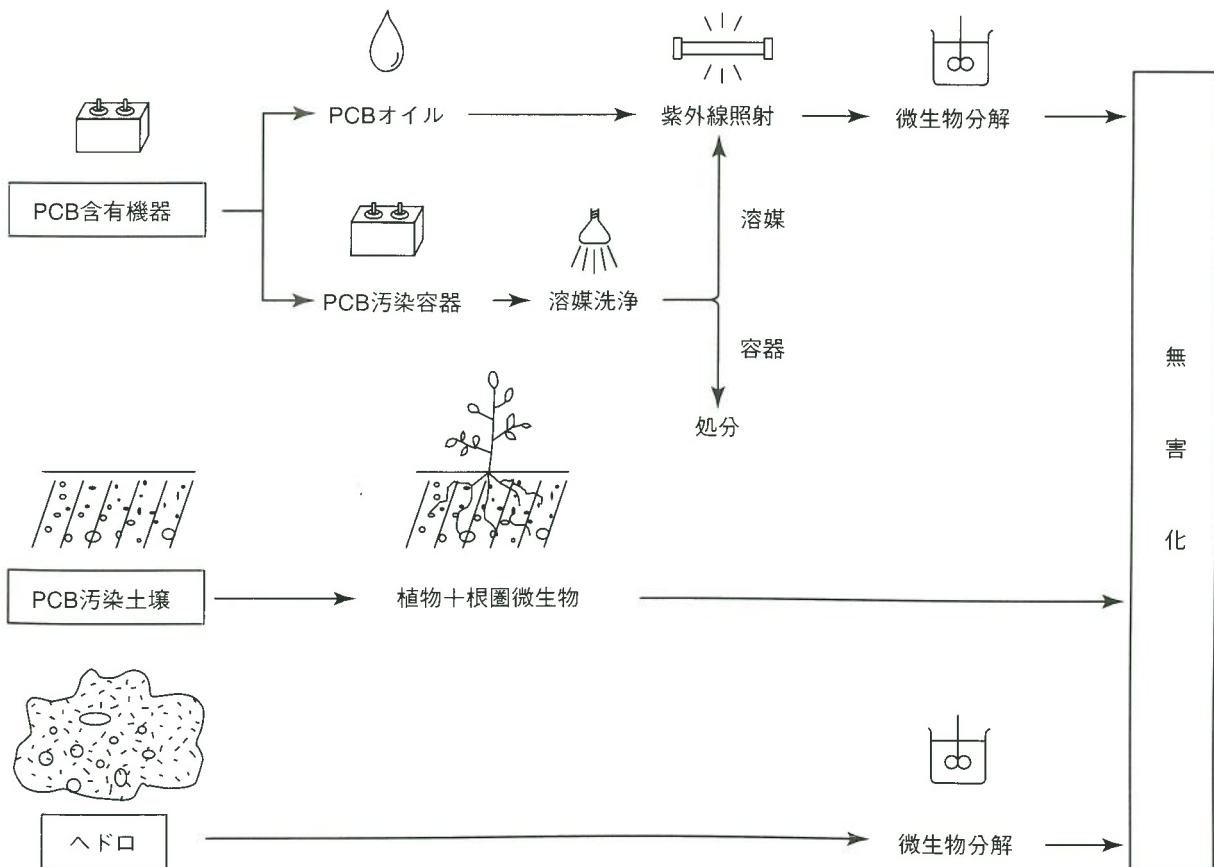 PCBオイル
紫外線照射
微生物分解
PCB含有機器
溶媒
PCB汚染容器
溶媒洗浄
容器
処分
無害化
PCB汚染土壌
植物+根圏微生物
ヘドロ
微生物分解